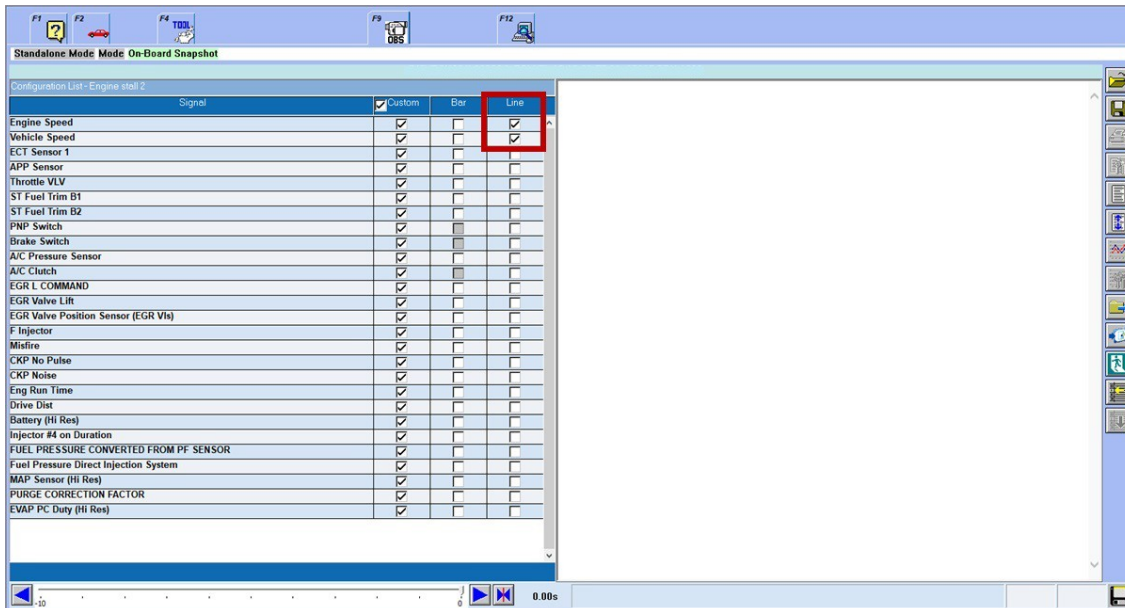 F1 F2 F4 TOOL F9 OBS F12
Standalone Mode Mode On-Board Snapshot
Configuration List - Engine stall 2
Signal Custom Bar Line
Engine Speed
Vehicle Speed
ECT Sensor 1
APP Sensor
Throttle VLV
ST Fuel Trim B1
ST Fuel Trim B2
PNP Switch
Brake Switch
A/C Pressure Sensor
A/C Clutch
EGR L COMMAND
EGR Valve Lift
EGR Valve Position Sensor (EGR Vls)
F Injector
Misfire
CKP No Pulse
CKP Noise
Eng Run Time
Drive Dist
Battery (Hi Res)
Injector #4 on Duration
FUEL PRESSURE CONVERTED FROM PF SENSOR
Fuel Pressure Direct Injection System
MAP Sensor (Hi Res)
PURGE CORRECTION FACTOR
EVAP PC Duty (Hi Res)
-10 0 0.00s